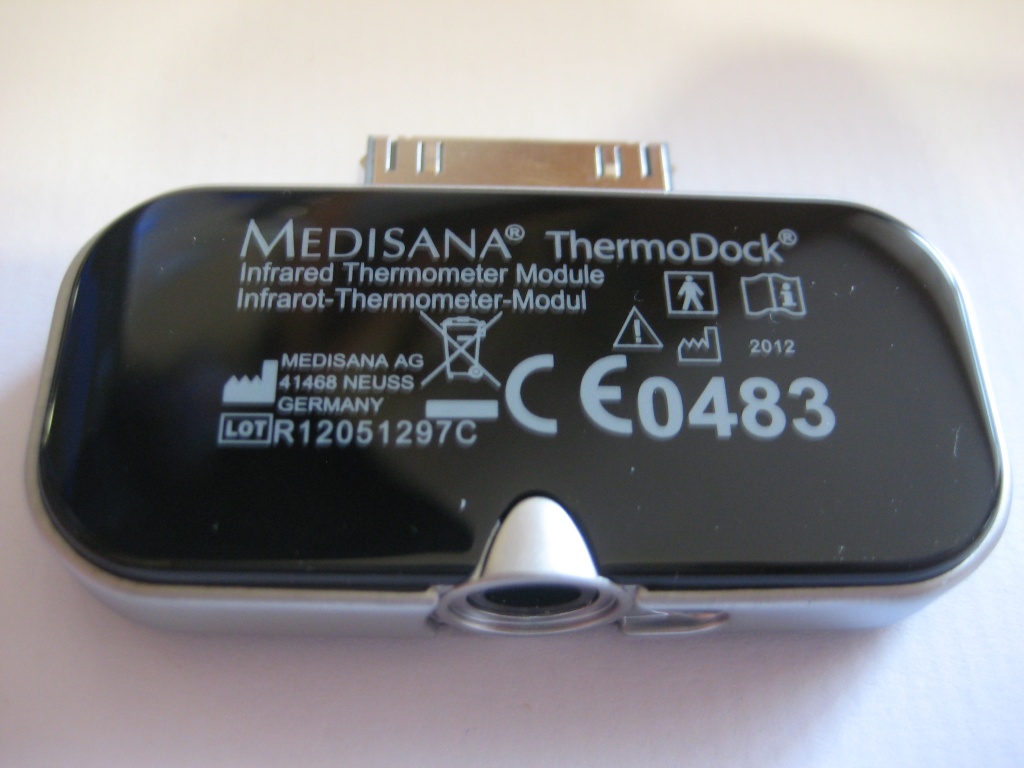 MEDISANA® ThermoDock®
Infrared Thermometer Module
Infrarot-Thermometer-Modul
2012
MEDISANA AG
41468 NEUSS
GERMANY
CE0483
LOT R12051297C